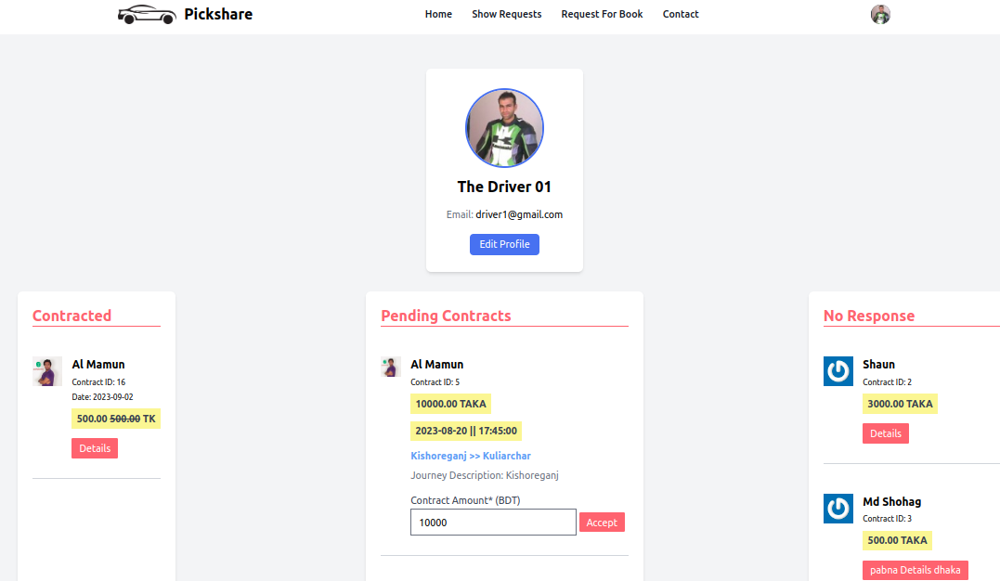 Pickshare
Home
Show Requests
Request For Book
Contact
The Driver 01
Email: driver1@gmail.com
Edit Profile
Contracted
Al Mamun
Contract ID: 16
Date: 2023-09-02
500.00 500.00 TK
Details
Pending Contracts
Al Mamun
Contract ID: 5
10000.00 TAKA
2023-08-20 || 17:45:00
Kishoreganj >> Kuliarchar
Journey Description: Kishoreganj
Contract Amount* (BDT)
10000
Accept
No Response
Shaun
Contract ID: 2
3000.00 TAKA
Details
Md Shohag
Contract ID: 3
500.00 TAKA
pabna Details dhaka